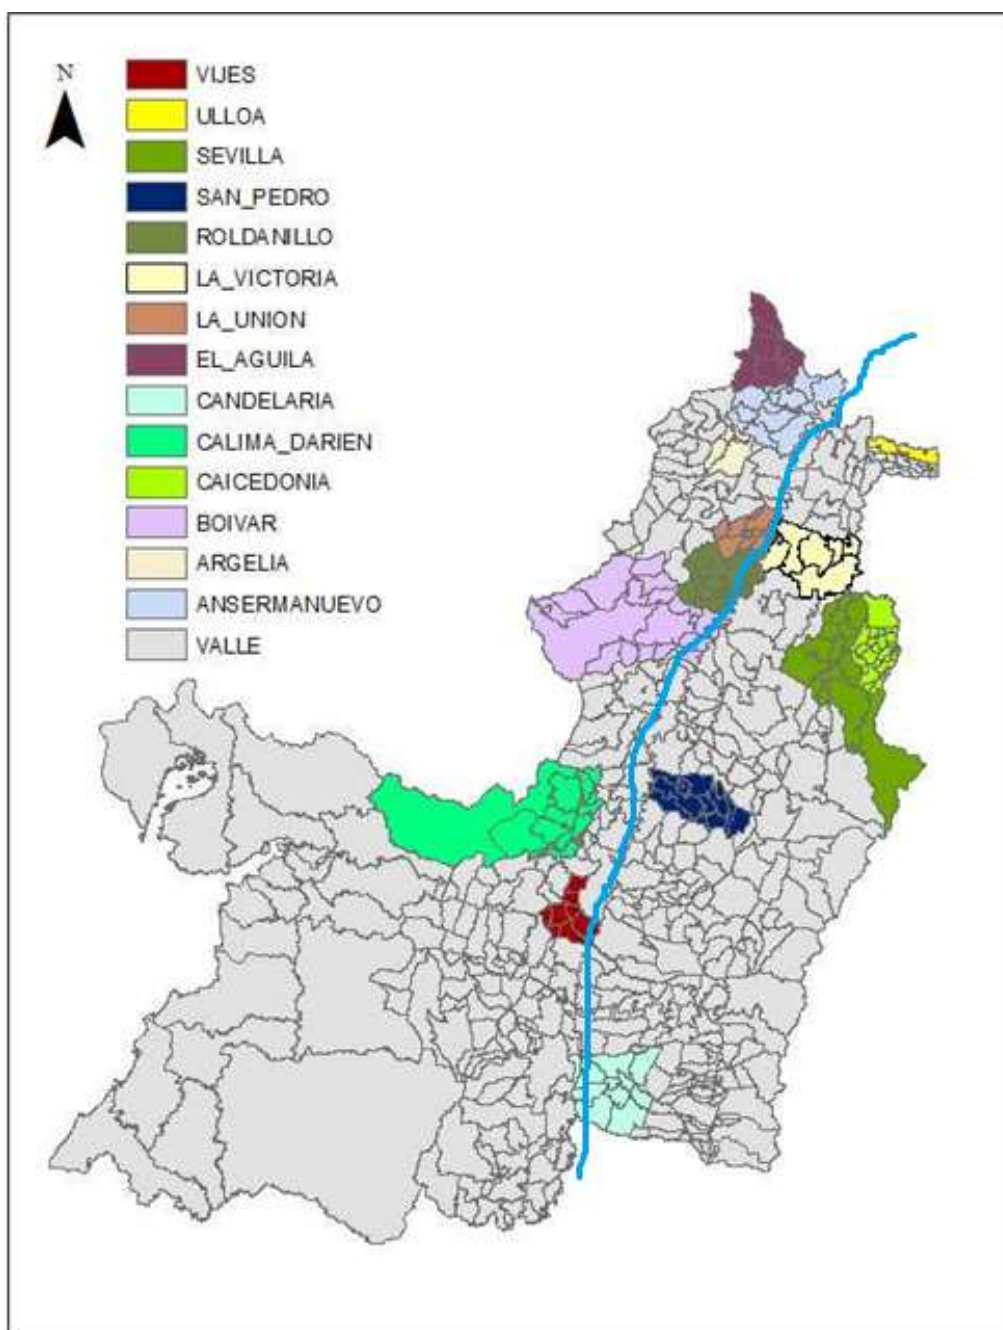 N
VIJES
ULLOA
SEVILLA
SAN_PEDRO
ROLDANILLO
LA_VICTORIA
LA_UNION
EL_AGUILA
CANDELARIA
CALIMA_DARIEN
CAICEDONIA
BOIVAR
ARGELIA
ANSERMANUEVO
VALLE